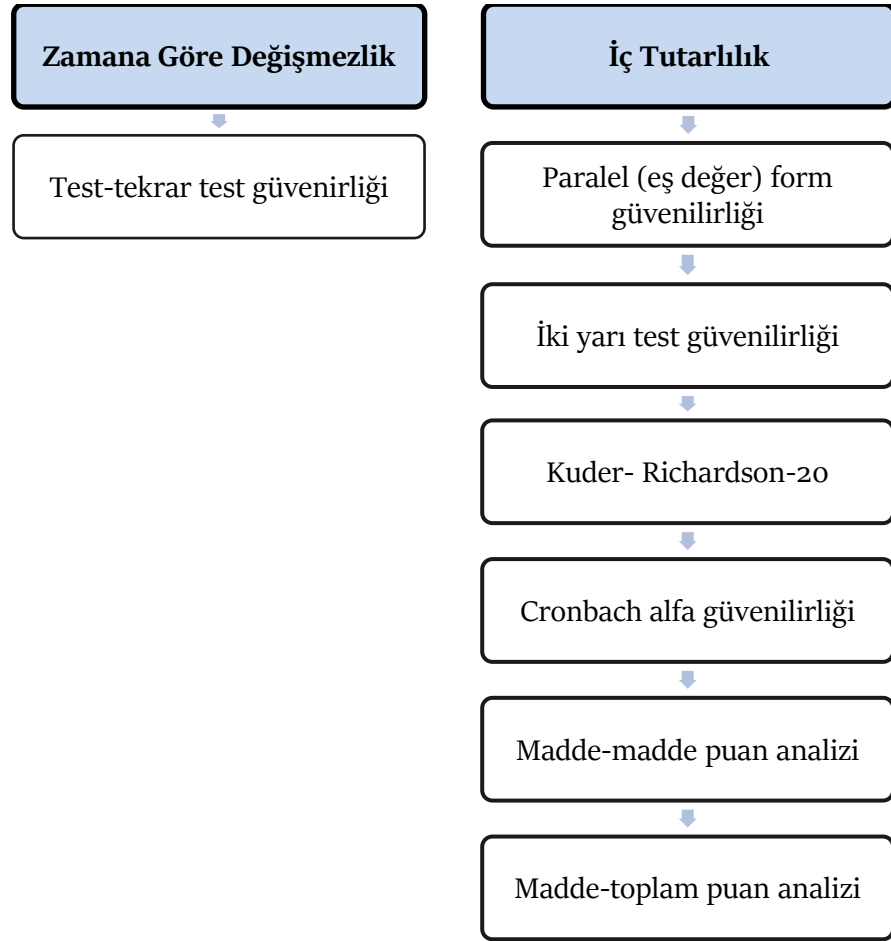 Zamana Göre Değişmezlik
Test-tekrar test güvenirliği
İç Tutarlılık
Paralel (eş değer) form
güvenilirliği
İki yarı test güvenilirliği
Kuder- Richardson-20
Cronbach alfa güvenilirliği
Madde-madde puan analizi
Madde-toplam puan analizi